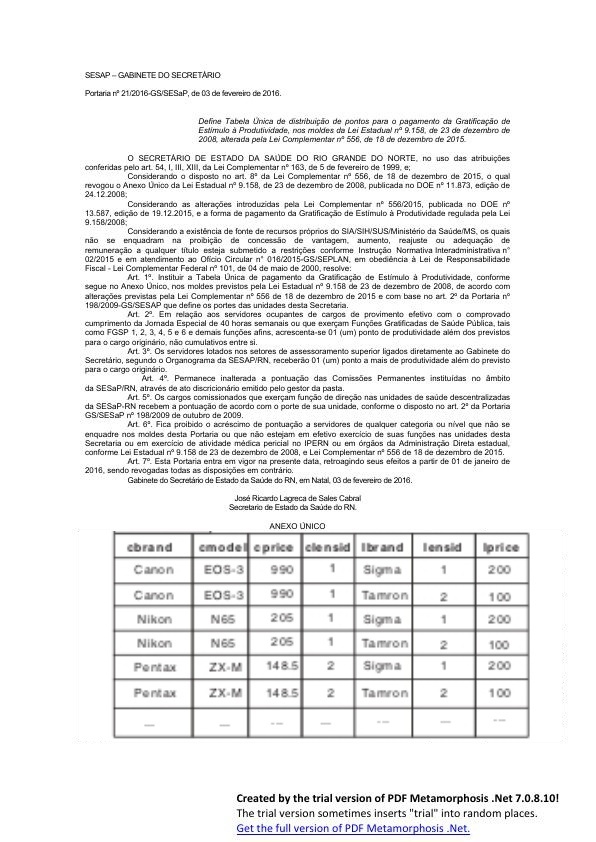 SESAP – GABINETE DO SECRETÁRIO
Portaria nº 21/2016-GS/SESaP, de 03 de fevereiro de 2016.
Define Tabela Única de distribuição de pontos para o pagamento da Gratificação de
Estímulo à Produtividade, nos moldes da Lei Estadual nº 9.158, de 23 de dezembro de
2008, alterada pela Lei Complementar nº 556, de 18 de dezembro de 2015.
O SECRETÁRIO DE ESTADO DA SAÚDE DO RIO GRANDE DO NORTE, no uso das atribuições
conferidas pelo art. 54, I, III, XIII, da Lei Complementar nº 163, de 5 de fevereiro de 1999, e;
Considerando o disposto no art. 8º da Lei Complementar nº 556, de 18 de dezembro de 2015, o qual
revogou o Anexo Único da Lei Estadual nº 9.158, de 23 de dezembro de 2008, publicada no DOE nº 11.873, edição de
24.12.2008;
Considerando as alterações introduzidas pela Lei Complementar nº 556/2015, publicada no DOE nº
13.587, edição de 19.12.2015, e a forma de pagamento da Gratificação de Estímulo à Produtividade regulada pela Lei
9.158/2008;
Considerando a existência de fonte de recursos próprios do SIA/SIH/SUS/Ministério da Saúde/MS, os quais
não se enquadram na proibição de concessão de vantagem, aumento, reajuste ou adequação de
remuneração a qualquer título esteja submetido a restrições conforme Instrução Normativa Interadministrativa n°
02/2015 e em atendimento ao Ofício Circular n° 016/2015-GS/SEPLAN, em obediência à Lei de Responsabilidade
Fiscal - Lei Complementar Federal nº 101, de 04 de maio de 2000, resolve:
Art. 1º. Instituir a Tabela Única de pagamento da Gratificação de Estímulo à Produtividade, conforme
segue no Anexo Único, nos moldes previstos pela Lei Estadual nº 9.158 de 23 de dezembro de 2008, de acordo com
alterações previstas pela Lei Complementar nº 556 de 18 de dezembro de 2015 e com base no art. 2º da Portaria nº
198/2009-GS/SESAP que define os portes das unidades desta Secretaria.
Art. 2º. Em relação aos servidores ocupantes de cargos de provimento efetivo com o comprovado
cumprimento da Jornada Especial de 40 horas semanais ou que exerçam Funções Gratificadas de Saúde Pública, tais
como FGSP 1, 2, 3, 4, 5 e 6 e demais funções afins, acrescenta-se 01 (um) ponto de produtividade além dos previstos
para o cargo originário, não cumulativos entre si.
Art. 3º. Os servidores lotados nos setores de assessoramento superior ligados diretamente ao Gabinete do
Secretário, segundo o Organograma da SESAP/RN, receberão 01 (um) ponto a mais de produtividade além do previsto
para o cargo originário.
Art. 4º. Permanece inalterada a pontuação das Comissões Permanentes instituídas no âmbito
da SESaP/RN, através de ato discricionário emitido pelo gestor da pasta.
Art. 5º. Os cargos comissionados que exerçam função de direção nas unidades de saúde descentralizadas
da SESaP-RN recebem a pontuação de acordo com o porte de sua unidade, conforme o disposto no art. 2º da Portaria
GS/SESaP nº 198/2009 de outubro de 2009.
Art. 6º. Fica proibido o acréscimo de pontuação a servidores de qualquer categoria ou nível que não se
enquadre nos moldes desta Portaria ou que não estejam em efetivo exercício de suas funções nas unidades desta
Secretaria ou em exercício de atividade médica pericial no IPERN ou em órgãos da Administração Direta estadual,
conforme Lei Estadual nº 9.158 de 23 de dezembro de 2008, e Lei Complementar nº 556 de 18 de dezembro de 2015.
Art. 7º. Esta Portaria entra em vigor na presente data, retroagindo seus efeitos a partir de 01 de janeiro de
2016, sendo revogadas todas as disposições em contrário.
Gabinete do Secretário de Estado da Saúde do RN, em Natal, 03 de fevereiro de 2016.
José Ricardo Lagreca de Sales Cabral
Secretario de Estado da Saúde do RN.
ANEXO ÚNICO
cbrand cmodel cprice clensid lbrand lensid lprice
Canon EOS-3 990 1 Sigma 1 200
Canon EOS-3 990 1 Tamron 2 100
Nikon N65 205 1 Sigma 1 200
Nikon N65 205 1 Tamron 2 100
Pentax ZX-M 148.5 2 Sigma 1 200
Pentax ZX-M 148.5 2 Tamron 2 100
--- --- --- --- --- --- ---
Created by the trial version of PDF Metamorphosis .Net 7.0.8.10!
The trial version sometimes inserts "trial" into random places.
Get the full version of PDF Metamorphosis .Net.